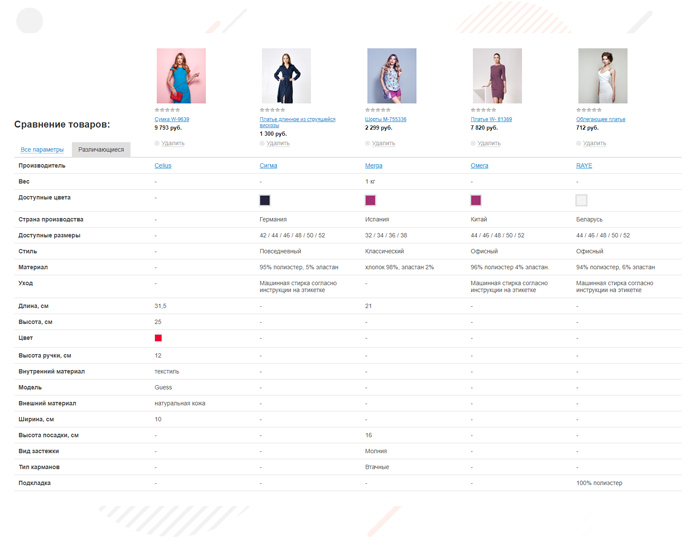 Сравнение товаров:
Сумка W-9639
9 793 руб.
Удалить
Платье длинное из струящейся
вискозы
1 300 руб.
Удалить
Шорты M-755336
2 299 руб.
Удалить
Платье W- 81369
7 820 руб.
Удалить
Облегающее платье
712 руб.
Удалить
Все параметры Различающиеся
Производитель Celius Сигма Merga Омега RAYE
Вес - - 1 кг - -
Доступные цвета -
Страна производства - Германия Испания Китай Беларусь
Доступные размеры - 42 / 44 / 46 / 48 / 50 / 52 32 / 34 / 36 / 38 44 / 46 / 48 / 50 / 52 44 / 46 / 48 / 50 / 52
Стиль - Повседневный Классический Офисный Офисный
Материал - 95% полиэстер, 5% эластан хлопок 98%, эластан 2% 96% полиэстер 4% эластан 94% полиэстер, 6% эластан
Уход - Машинная стирка согласно - Машинная стирка согласно Машинная стирка согласно
инструкции на этикетке инструкции на этикетке инструкции на этикетке
Длина, см 31,5 - 21 - -
Высота, см 25 - - - -
Цвет - - - -
Высота ручки, см 12 - - - -
Внутренний материал текстиль - - - -
Модель Guess - - - -
Внешний материал натуральная кожа - - - -
Ширина, см 10 - - - -
Высота посадки, см - - 16 - -
Вид застежки - - Молния - -
Тип карманов - - Втачные - -
Подкладка - - - - 100% полиэстер